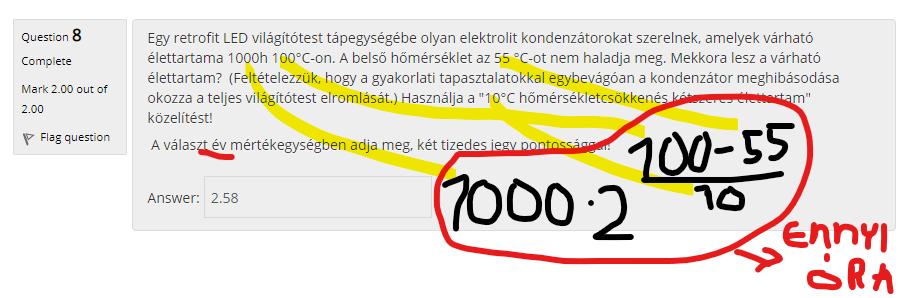 Question 8
Complete
Mark 2.00 out of
2.00
Flag question
Egy retrofit LED világítótest tápegységébe olyan elektrolit kondenzátorokat szerelnek, amelyek várható
élettartama 1000h 100°C-on. A belső hőmérséklet az 55 °C-ot nem haladja meg. Mekkora lesz a várható
élettartam? (Feltételezzük, hogy a gyakorlati tapasztalatokkal egybevágóan a kondenzátor meghibásodása
okozza a teljes világítótest elromlását.) Használja a "10°C hőmérsékletcsökkenés kétszeres élettartam"
közelítést!
A választ év mértékegységben adja meg, két tizedes jegy pontossággal!
Answer: 2.58
100-55
10
1000·2
ENNYI
ÓRA